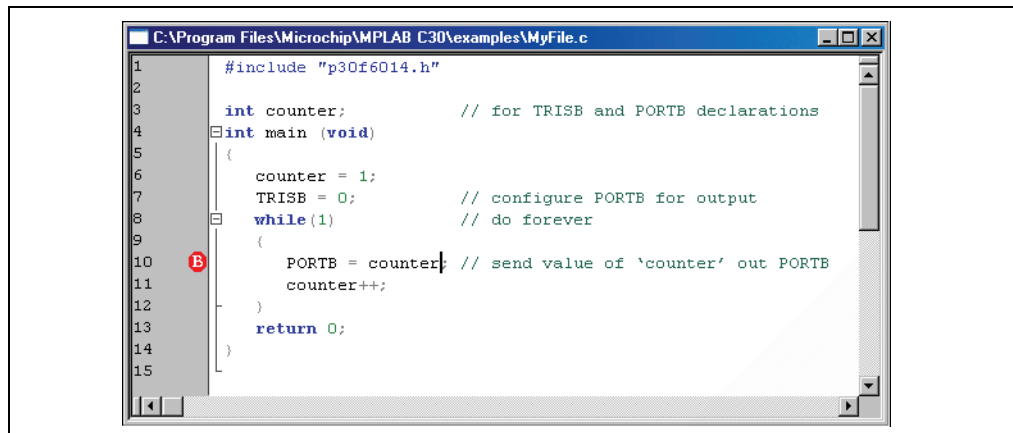 C:\Program Files\Microchip\MPLAB C30\examples\MyFile.c
1 #include "p30f6014.h"
2
3 int counter; // for TRISB and PORTB declarations
4 int main (void)
5 {
6 counter = 1;
7 TRISB = 0; // configure PORTB for output
8 while(1) // do forever
9 {
10 B PORTB = counter; // send value of ‘counter’ out PORTB
11 counter++;
12 }
13 return 0;
14 }
15